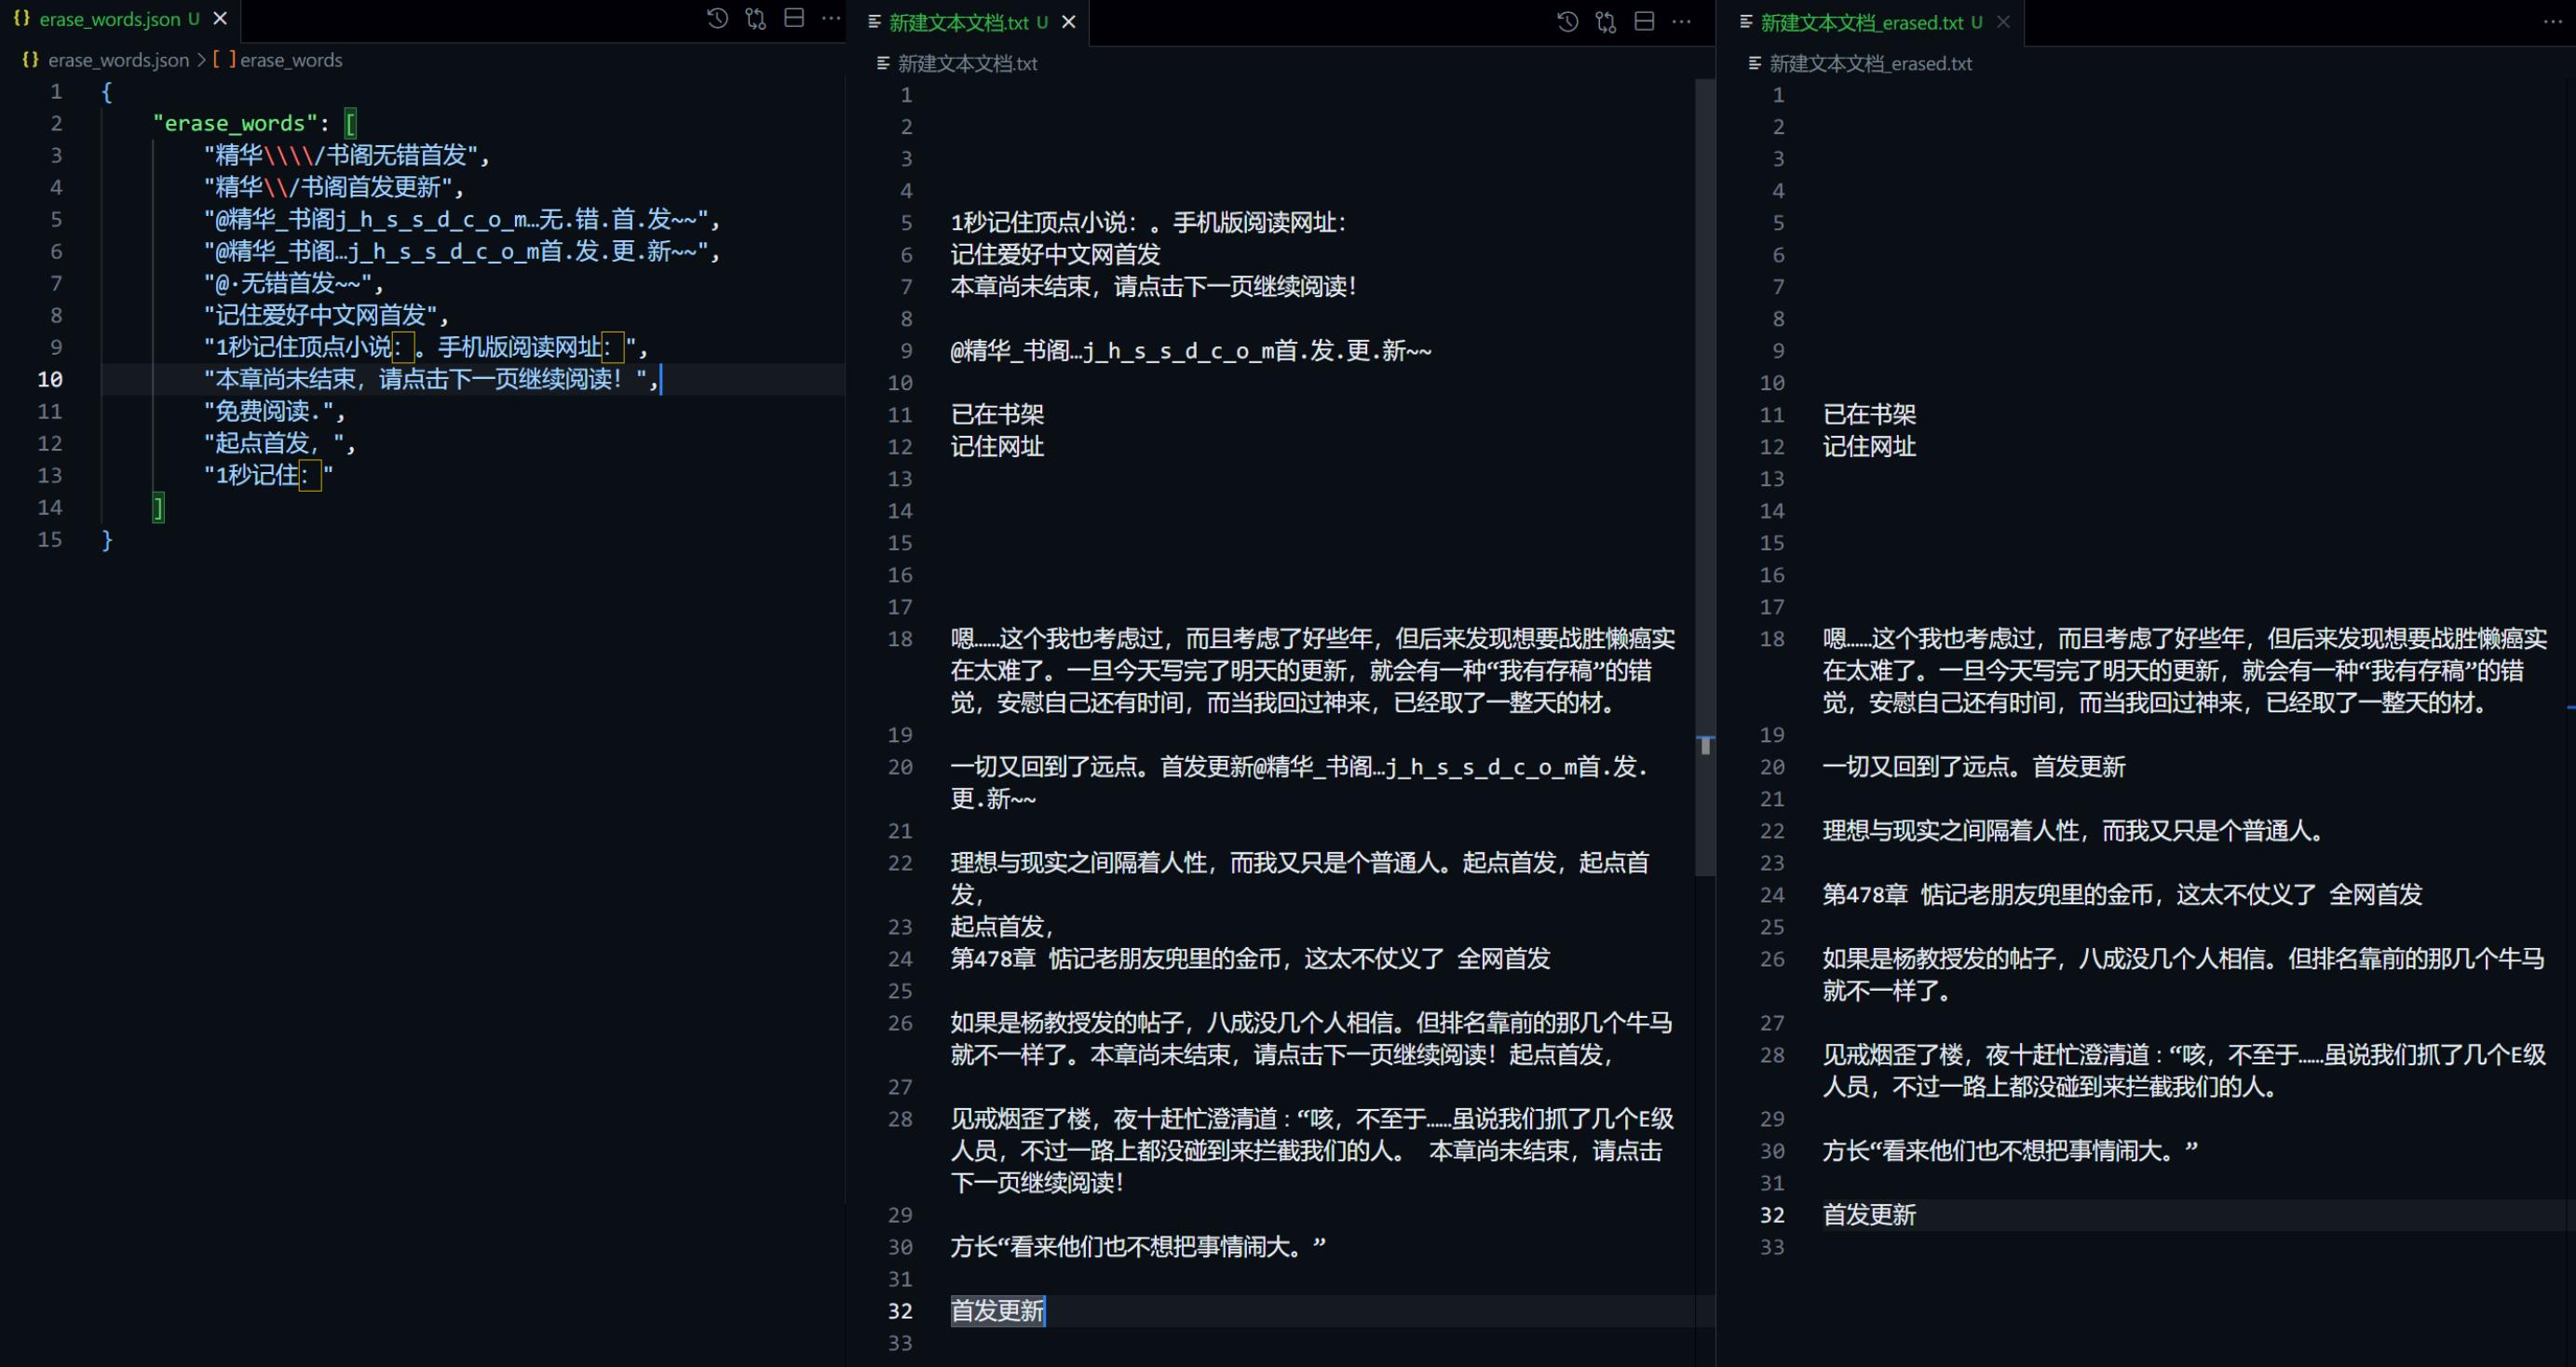 erase_words.json U
erase_words.json > [ ] erase_words
1 {
2 "erase_words": [
3 "精华\\\\/书阁无错首发",
4 "精华\\/书阁首发更新",
5 "@精华_书阁j_h_s_s_d_c_o_m…无.错.首.发~~",
6 "@精华_书阁…j_h_s_s_d_c_o_m首.发.更.新~~",
7 "@·无错首发~~",
8 "记住爱好中文网首发",
9 "1秒记住顶点小说：。手机版阅读网址：",
10 "本章尚未结束，请点击下一页继续阅读！",
11 "免费阅读.",
12 "起点首发，",
13 "1秒记住："
14 ]
15 }
新建文本文档.txt U
新建文本文档.txt
1
2
3
4
5 1秒记住顶点小说：。手机版阅读网址：
6 记住爱好中文网首发
7 本章尚未结束，请点击下一页继续阅读！
8
9 @精华_书阁…j_h_s_s_d_c_o_m首.发.更.新~~
10
11 已在书架
12 记住网址
13
14
15
16
17
18 嗯……这个我也考虑过，而且考虑了好些年，但后来发现想要战胜懒癌实
在太难了。一旦今天写完了明天的更新，就会有一种“我有存稿”的错
觉，安慰自己还有时间，而当我回过神来，已经取了一整天的材。
19
20 一切又回到了远点。首发更新@精华_书阁…j_h_s_s_d_c_o_m首.发.
更.新~~
21
22 理想与现实之间隔着人性，而我又只是个普通人。起点首发，起点首
发，
23 起点首发，
24 第478章 惦记老朋友兜里的金币，这太不仗义了 全网首发
25
26 如果是杨教授发的帖子，八成没几个人相信。但排名靠前的那几个牛马
就不一样了。本章尚未结束，请点击下一页继续阅读！起点首发，
27
28 见戒烟歪了楼，夜十赶忙澄清道：“咳，不至于……虽说我们抓了几个E级
人员，不过一路上都没碰到来拦截我们的人。 本章尚未结束，请点击
下一页继续阅读！
29
30 方长“看来他们也不想把事情闹大。”
31
32 首发更新
33
新建文本文档_erased.txt U
新建文本文档_erased.txt
1
2
3
4
5
6
7
8
9
10
11 已在书架
12 记住网址
13
14
15
16
17
18 嗯……这个我也考虑过，而且考虑了好些年，但后来发现想要战胜懒癌实
在太难了。一旦今天写完了明天的更新，就会有一种“我有存稿”的错
觉，安慰自己还有时间，而当我回过神来，已经取了一整天的材。
19
20 一切又回到了远点。首发更新
21
22 理想与现实之间隔着人性，而我又只是个普通人。
23
24 第478章 惦记老朋友兜里的金币，这太不仗义了 全网首发
25
26 如果是杨教授发的帖子，八成没几个人相信。但排名靠前的那几个牛马
就不一样了。
27
28 见戒烟歪了楼，夜十赶忙澄清道：“咳，不至于……虽说我们抓了几个E级
人员，不过一路上都没碰到来拦截我们的人。
29
30 方长“看来他们也不想把事情闹大。”
31
32 首发更新
33